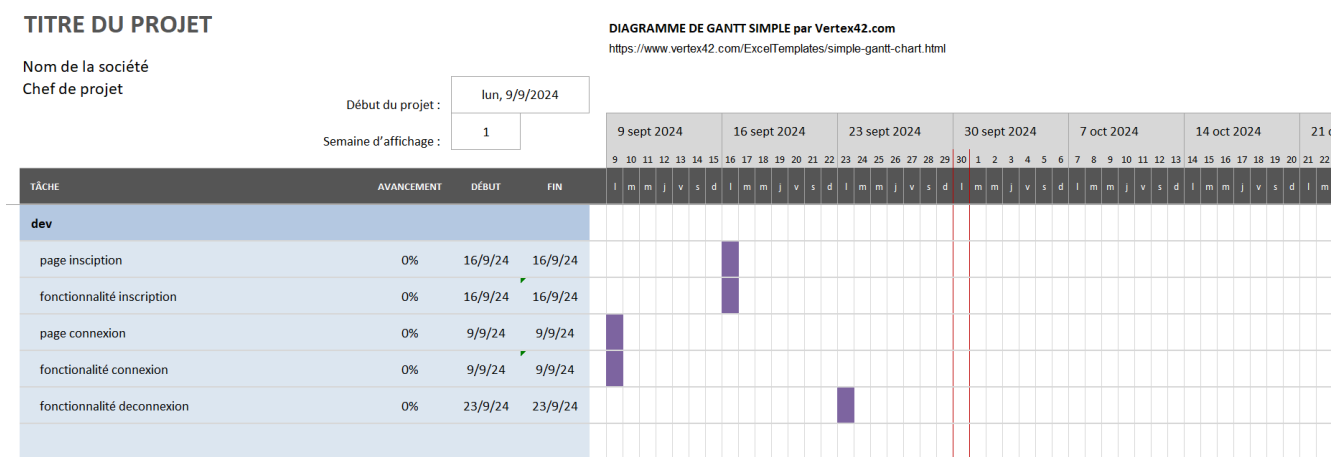 TITRE DU PROJET
DIAGRAMME DE GANTT SIMPLE par Vertex42.com
https://www.vertex42.com/ExcelTemplates/simple-gantt-chart.html
Nom de la société
Chef de projet
Début du projet : lun, 9/9/2024
Semaine d’affichage : 1
9 sept 2024 16 sept 2024 23 sept 2024 30 sept 2024 7 oct 2024 14 oct 2024 21
9 10 11 12 13 14 15 16 17 18 19 20 21 22 23 24 25 26 27 28 29 30 1 2 3 4 5 6 7 8 9 10 11 12 13 14 15 16 17 18 19 20 21 22
TÂCHE AVANCEMENT DÉBUT FIN l m m j v s d l m m j v s d l m m j v s d l m m j v s d l m m j v s d l m m j v s d l m
dev
page insciption 0% 16/9/24 16/9/24
fonctionnalité inscription 0% 16/9/24 16/9/24
page connexion 0% 9/9/24 9/9/24
fonctionalité connexion 0% 9/9/24 9/9/24
fonctionnalité deconnexion 0% 23/9/24 23/9/24